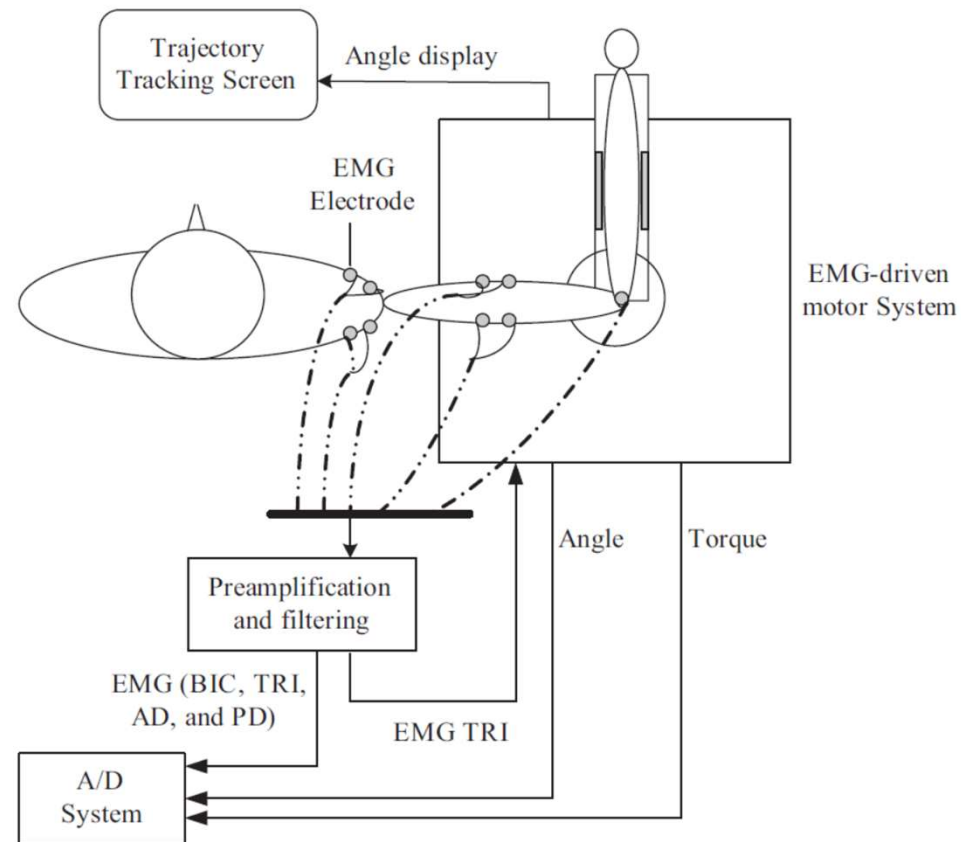 Trajectory
Tracking Screen
Angle display
EMG
Electrode
EMG-driven
motor System
Angle
Torque
Preamplification
and filtering
EMG (BIC, TRI,
AD, and PD)
EMG TRI
A/D
System